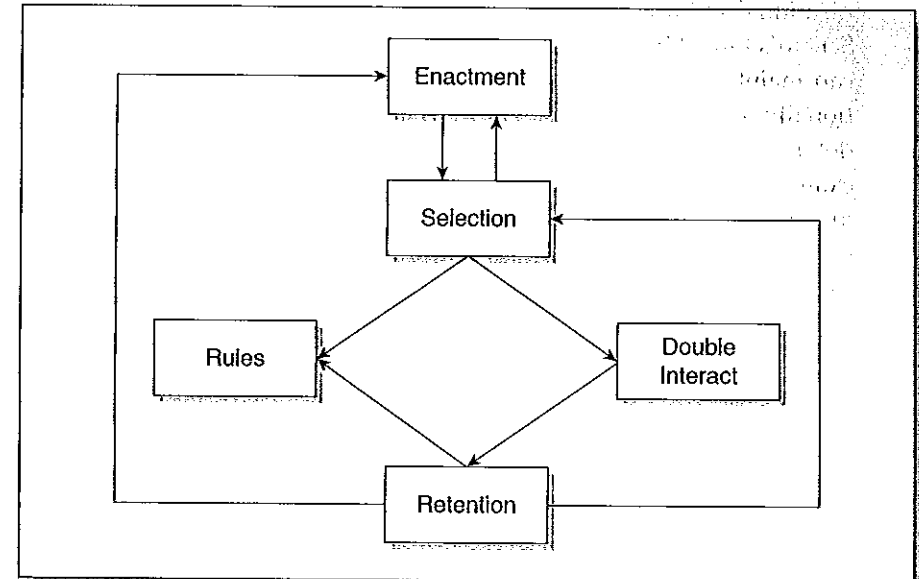 Enactment
Selection
Rules
Double
Interact
Retention